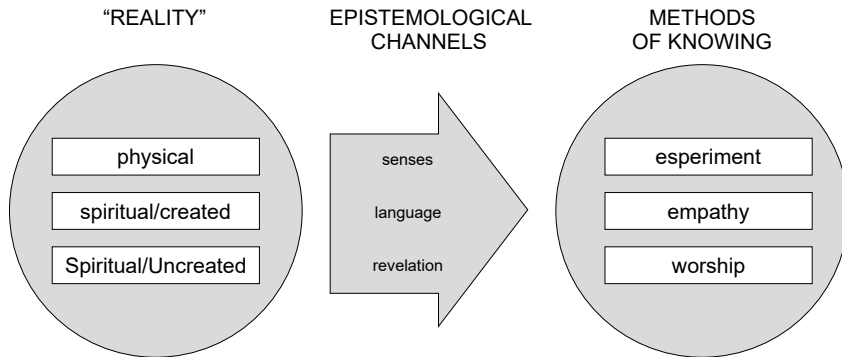 “REALITY”
EPISTEMOLOGICAL
CHANNELS
METHODS
OF KNOWING
physical
spiritual/created
Spiritual/Uncreated
senses
language
revelation
esperiment
empathy
worship